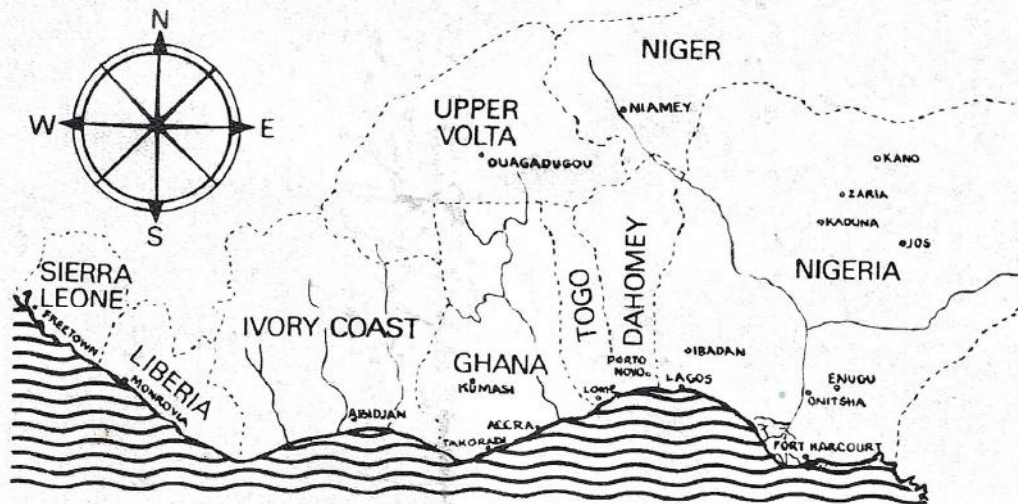 N
NIGER
UPPER
VOLTA
NIAMEY
W
E
OUAGADUGOU
KANO
ZARIA
S
KADUNA
JOS
SIERRA
LEONE
TOGO
DAHOMEY
NIGERIA
FREETOWN
IVORY COAST
LIBERIA
MONROVIA
GHANA
KUMASI
PORTO
NOVO
IBADAN
LOME
LAGOS
ENUGU
ONITSHA
ABIDJAN
ACCRA
TAKORADI
PORT HARCOURT